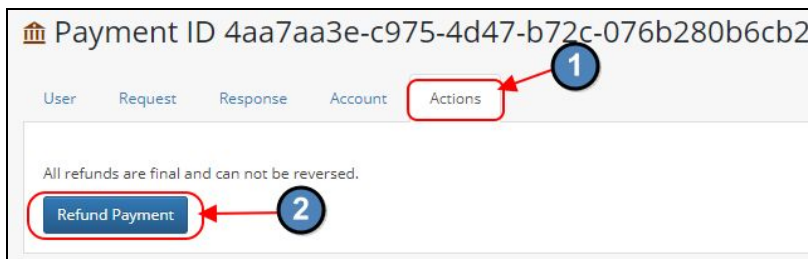 Payment ID 4aa7aa3e-c975-4d47-b72c-076b280b6cb2
1
User Request Response Account Actions
All refunds are final and can not be reversed.
Refund Payment 2